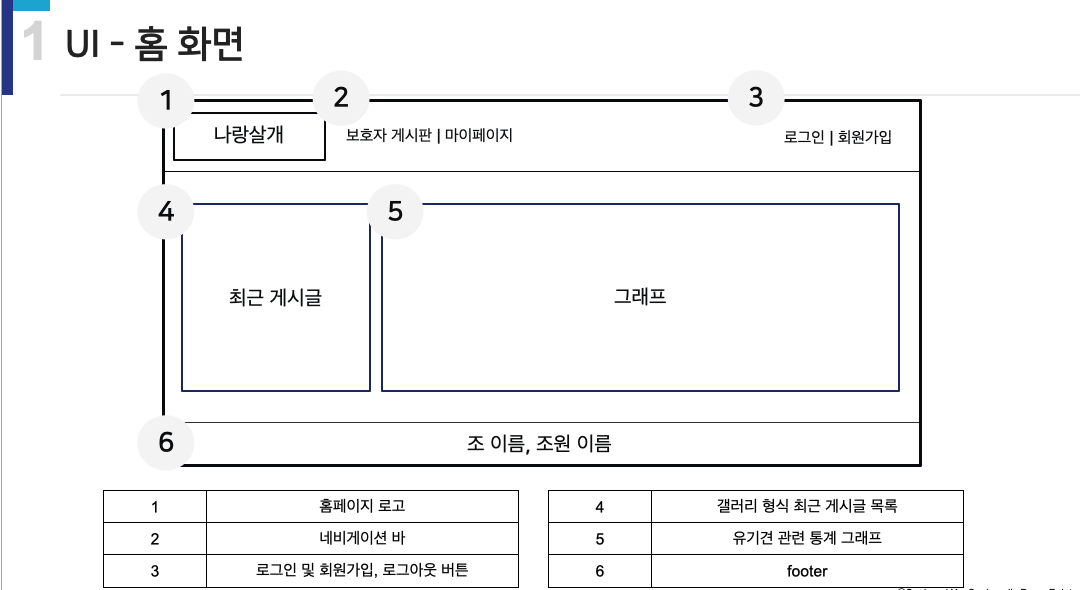 1 UI - 홈 화면
1
2
3
나랑살개
보호자 게시판 | 마이페이지
로그인 | 회원가입
4
5
최근 게시글
그래프
6
조 이름, 조원 이름
1 홈페이지 로고
2 네비게이션 바
3 로그인 및 회원가입, 로그아웃 버튼
4 갤러리 형식 최근 게시글 목록
5 유기견 관련 통계 그래프
6 footer